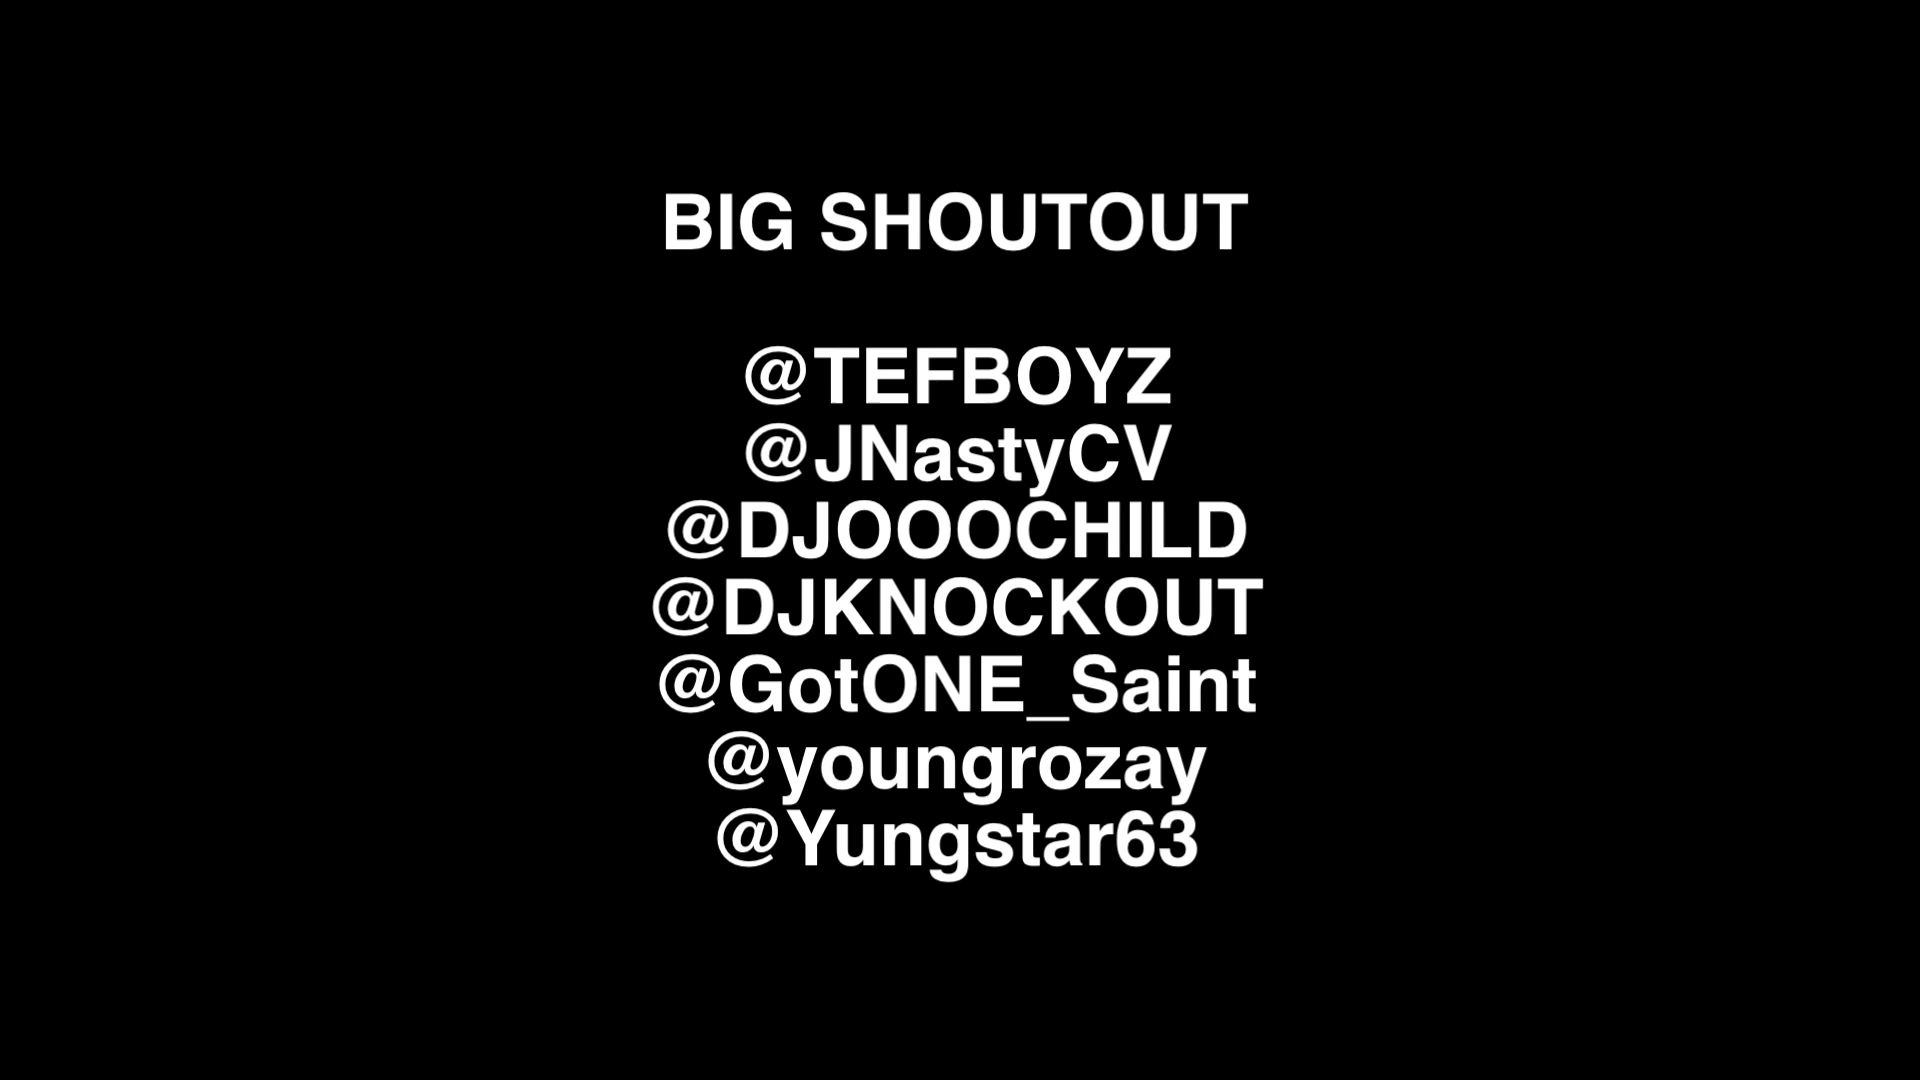 BIG SHOUTOUT
@TEFBOYZ
@JNastyCV
@DJOOOCHILD
@DJKNOCKOUT
@GotONE_Saint
@youngrozay
@Yungstar63